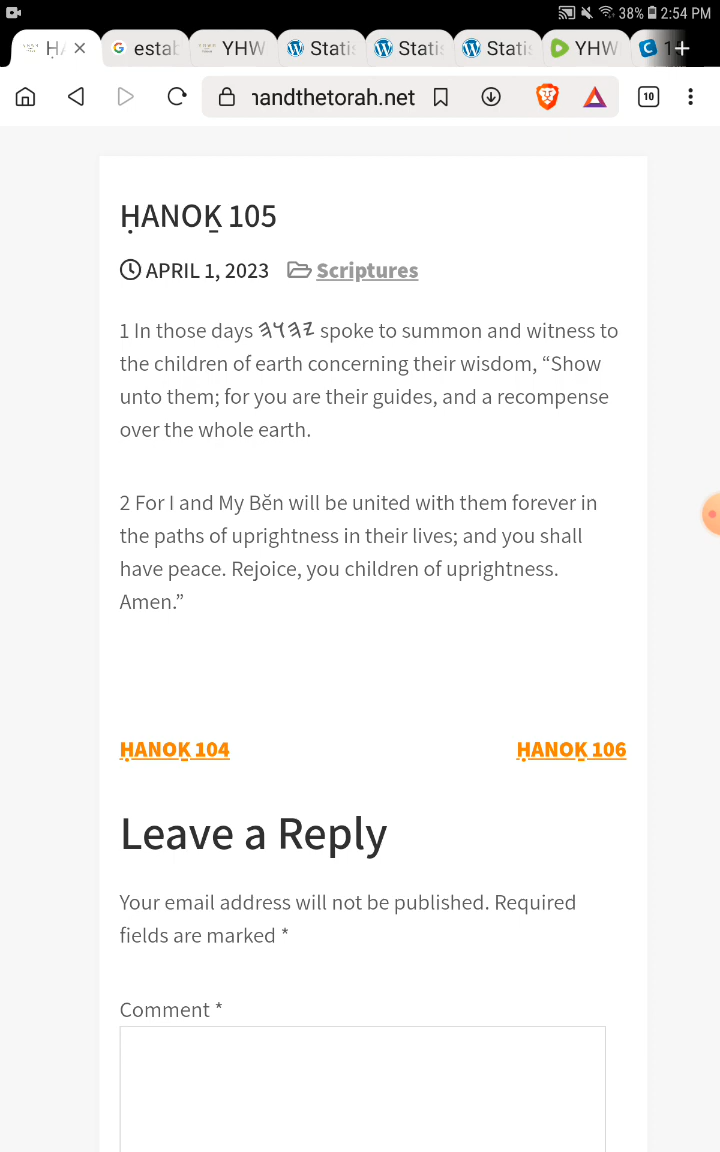 38% 2:54 PM
H estab YHW Statis Statis Statis YHW 1
handthetorah.net 10
ḤANOḴ 105
APRIL 1, 2023 Scriptures
1 In those days 𐤉𐤄𐤅𐤄 spoke to summon and witness to
the children of earth concerning their wisdom, “Show
unto them; for you are their guides, and a recompense
over the whole earth.
2 For I and My Bĕn will be united with them forever in
the paths of uprightness in their lives; and you shall
have peace. Rejoice, you children of uprightness.
Amen.”
ḤANOḴ 104 ḤANOḴ 106
Leave a Reply
Your email address will not be published. Required
fields are marked *
Comment *